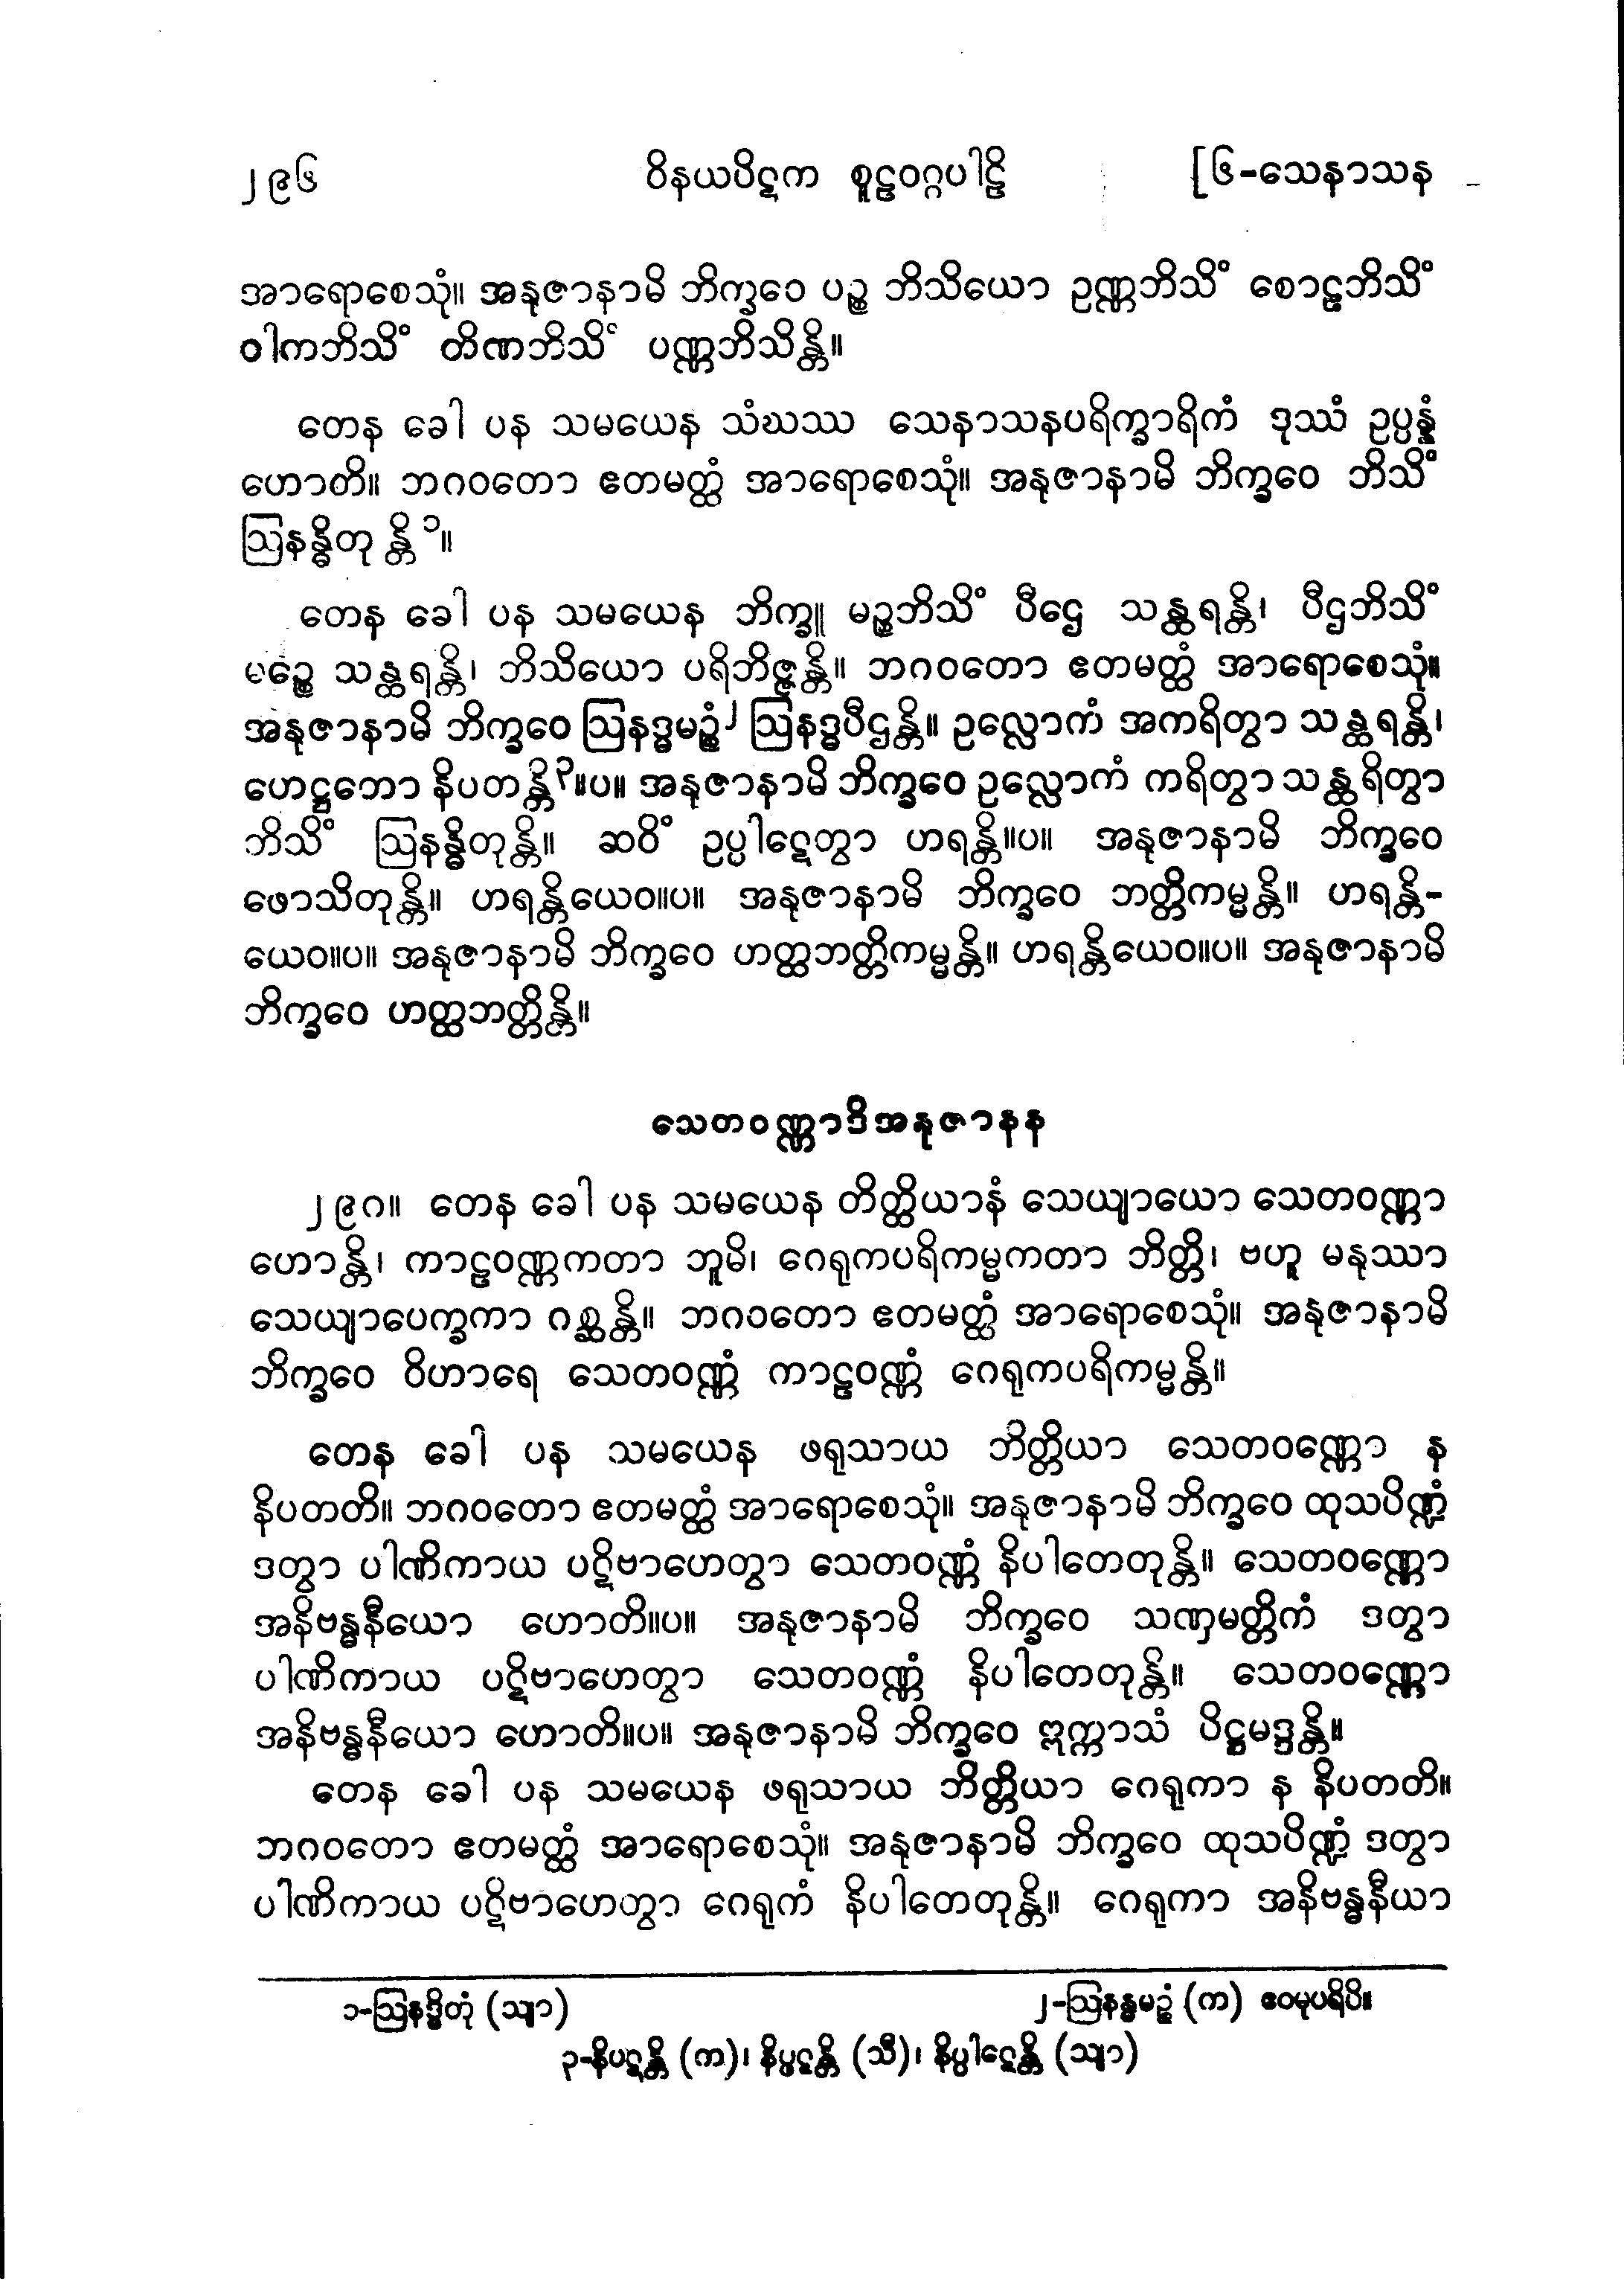 ၂၉၆ ဝိနယပိဋက စူဠဝဂ္ဂပါဠိ [၆-သေနာသန
အာရောစေသုံ။ အနုဇာနာမိ ဘိက္ခဝေ ပဉ္စ ဘိသိယော ဥဏ္ဏဘိသိံ စောဠဘိသိံ
ဝါကဘိသိံ တိဏဘိသိံ ပဏ္ဏဘိသိန္တိ။
တေန ခေါ ပန သမယေန သံဃဿ သေနာသနပရိက္ခာရိကံ ဒုဿံ ဥပ္ပန္နံ
ဟောတိ။ ဘဂဝတော ဧတမတ္ထံ အာရောစေသုံ။ အနုဇာနာမိ ဘိက္ခဝေ ဘိသိံ
ဩနန္ဓိတုန္တိ ၁။
တေန ခေါ ပန သမယေန ဘိက္ခူ မဉ္စဘိသိံ ပီဌေ သန္ထရန္တိ၊ ပီဌဘိသိံ
မဉ္စေ သန္ထရန္တိ၊ ဘိသိယော ပရိဘိဇ္ဇန္တိ။ ဘဂဝတော ဧတမတ္ထံ အာရောစေသုံ။
အနုဇာနာမိ ဘိက္ခဝေ ဩနဒ္ဓမဉ္စံ၂ ဩနဒ္ဓပီဌန္တိ။ ဥလ္လောကံ အကရိတွာ သန္ထရန္တိ၊
ဟေဋ္ဌတော နိပတန္တိ၃။ပ။ အနုဇာနာမိ ဘိက္ခဝေ ဥလ္လောကံ ကရိတွာ သန္ထရိတွာ
ဘိသိံ ဩနန္ဓိတုန္တိ။ ဆဝိံ ဥပ္ပါဋေတွာ ဟရန္တိ။ပ။ အနုဇာနာမိ ဘိက္ခဝေ
ဖောသိတုန္တိ။ ဟရန္တိယေဝ။ပ။ အနုဇာနာမိ ဘိက္ခဝေ ဘတ္တိကမ္မန္တိ။ ဟရန္တိ-
ယေဝ။ပ။ အနုဇာနာမိ ဘိက္ခဝေ ဟတ္ထဘတ္တိကမ္မန္တိ။ ဟရန္တိယေဝ။ပ။ အနုဇာနာမိ
ဘိက္ခဝေ ဟတ္ထဘတ္တိန္တိ။
သေတဝဏ္ဏာဒိအနုဇာနန
၂၉၈။ တေန ခေါ ပန သမယေန တိတ္ထိယာနံ သေယျာယော သေတဝဏ္ဏာ
ဟောန္တိ၊ ကာဠဝဏ္ဏကတာ ဘူမိ၊ ဂေရုကပရိကမ္မကတာ ဘိတ္တိ၊ ဗဟူ မနုဿာ
သေယျာပေက္ခကာ ဂစ္ဆန္တိ။ ဘဂဝတော ဧတမတ္ထံ အာရောစေသုံ။ အနုဇာနာမိ
ဘိက္ခဝေ ဝိဟာရေ သေတဝဏ္ဏံ ကာဠဝဏ္ဏံ ဂေရုကပရိကမ္မန္တိ။
တေန ခေါ ပန သမယေန ဖရုသာယ ဘိတ္တိယာ သေတဝဏ္ဏော န
နိပတတိ။ ဘဂဝတော ဧတမတ္ထံ အာရောစေသုံ။ အနုဇာနာမိ ဘိက္ခဝေ ထုသပိဏ္ဍံ
ဒတွာ ပါဏိကာယ ပဋိဗာဟေတွာ သေတဝဏ္ဏံ နိပါတေတုန္တိ။ သေတဝဏ္ဏော
အနိဗန္ဓနီယော ဟောတိ။ပ။ အနုဇာနာမိ ဘိက္ခဝေ သဏှမတ္တိကံ ဒတွာ
ပါဏိကာယ ပဋိဗာဟေတွာ သေတဝဏ္ဏံ နိပါတေတုန္တိ။ သေတဝဏ္ဏော
အနိဗန္ဓနီယော ဟောတိ။ပ။ အနုဇာနာမိ ဘိက္ခဝေ ဣက္ကာသံ ပိဋ္ဌမဒ္ဒန္တိ။
တေန ခေါ ပန သမယေန ဖရုသာယ ဘိတ္တိယာ ဂေရုကာ န နိပတတိ။
ဘဂဝတော ဧတမတ္ထံ အာရောစေသုံ။ အနုဇာနာမိ ဘိက္ခဝေ ထုသပိဏ္ဍံ ဒတွာ
ပါဏိကာယ ပဋိဗာဟေတွာ ဂေရုကံ နိပါတေတုန္တိ။ ဂေရုကာ အနိဗန္ဓနီယာ
၁-ဩနဒ္ဓိတုံ (သျာ) ၂-ဩနန္ဓမဉ္စံ (က) ဧဝမုပရိပိ။
၃-နိပဋန္တိ (က)၊ နိပ္ပဋန္တိ (သီ)၊ နိပ္ပါဋေန္တိ (သျာ)